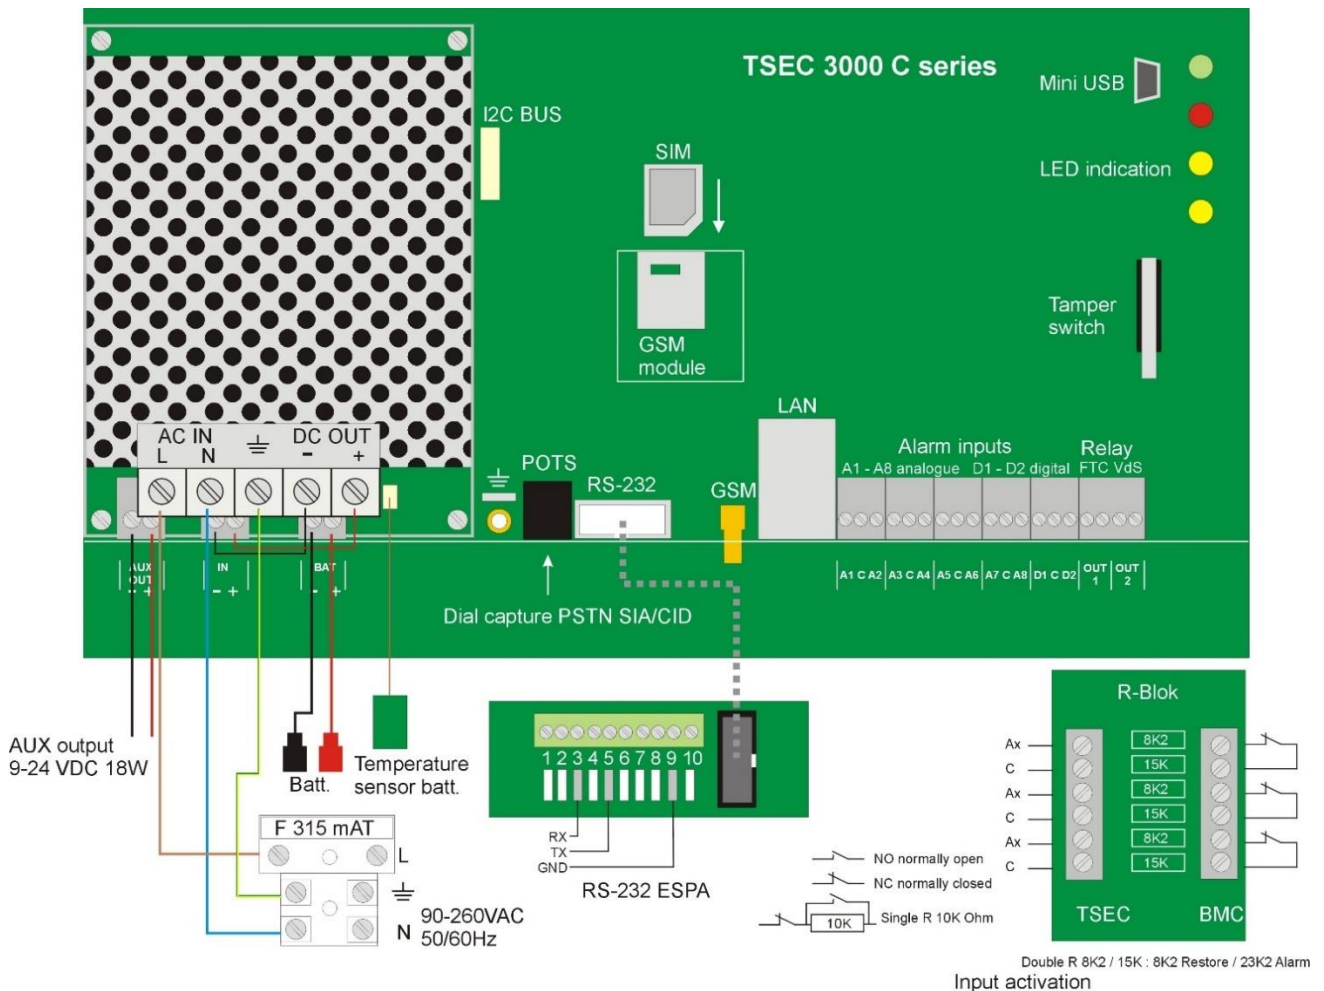 TSEC 3000 C series
Mini USB
I2C BUS
SIM
LED indication
Tamper
switch
GSM
module
LAN
AC IN
DC OUT
L N - +
Alarm inputs
A1 - A8 analogue D1 - D2 digital
Relay
FTC VdS
POTS
RS-232
GSM
AUX
OUT
- +
IN
- +
BAT
- +
A1 C A2
A3 C A4
A5 C A6
A7 C A8
D1 C D2
OUT
1
OUT
2
Dial capture PSTN SIA/CID
AUX output
9-24 VDC 18W
Batt.
Temperature
sensor batt.
F 315 mAT
L
N
90-260VAC
50/60Hz
1 2 3 4 5 6 7 8 9 10
RX
TX
GND
RS-232 ESPA
NO normally open
NC normally closed
10K
Single R 10K Ohm
R-Blok
Ax
8K2
C
15K
Ax
8K2
C
15K
Ax
8K2
C
15K
TSEC
BMC
Double R 8K2 / 15K : 8K2 Restore / 23K2 Alarm
Input activation